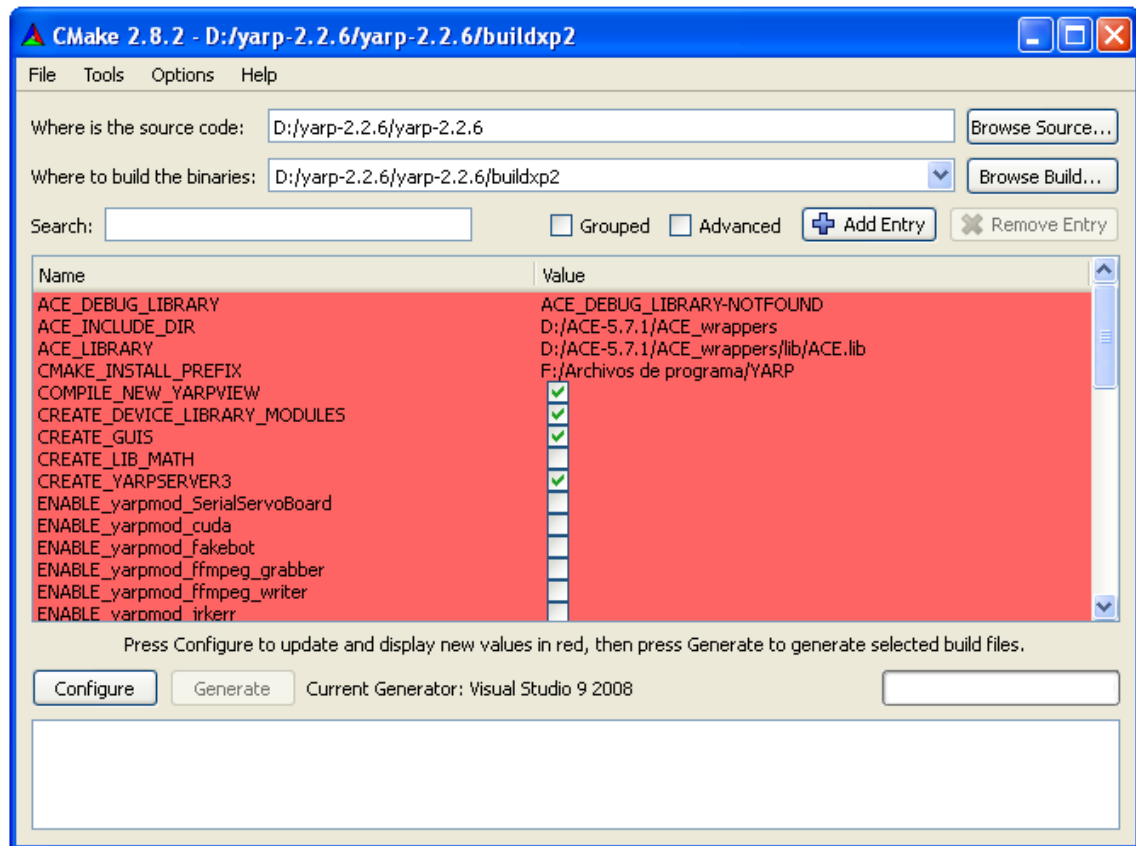 CMake 2.8.2 - D:/yarp-2.2.6/yarp-2.2.6/buildxp2
File Tools Options Help
Where is the source code: D:/yarp-2.2.6/yarp-2.2.6 Browse Source...
Where to build the binaries: D:/yarp-2.2.6/yarp-2.2.6/buildxp2 Browse Build...
Search: Grouped Advanced Add Entry Remove Entry
Name Value
ACE_DEBUG_LIBRARY ACE_DEBUG_LIBRARY-NOTFOUND
ACE_INCLUDE_DIR D:/ACE-5.7.1/ACE_wrappers
ACE_LIBRARY D:/ACE-5.7.1/ACE_wrappers/lib/ACE.lib
CMAKE_INSTALL_PREFIX F:/Archivos de programa/YARP
COMPILE_NEW_YARPVIEW
CREATE_DEVICE_LIBRARY_MODULES
CREATE_GUIS
CREATE_LIB_MATH
CREATE_YARPSERVER3
ENABLE_yarpmod_SerialServoBoard
ENABLE_yarpmod_cuda
ENABLE_yarpmod_fakebot
ENABLE_yarpmod_ffmpeg_grabber
ENABLE_yarpmod_ffmpeg_writer
ENABLE_yarpmod_irkerr
Press Configure to update and display new values in red, then press Generate to generate selected build files.
Configure Generate Current Generator: Visual Studio 9 2008